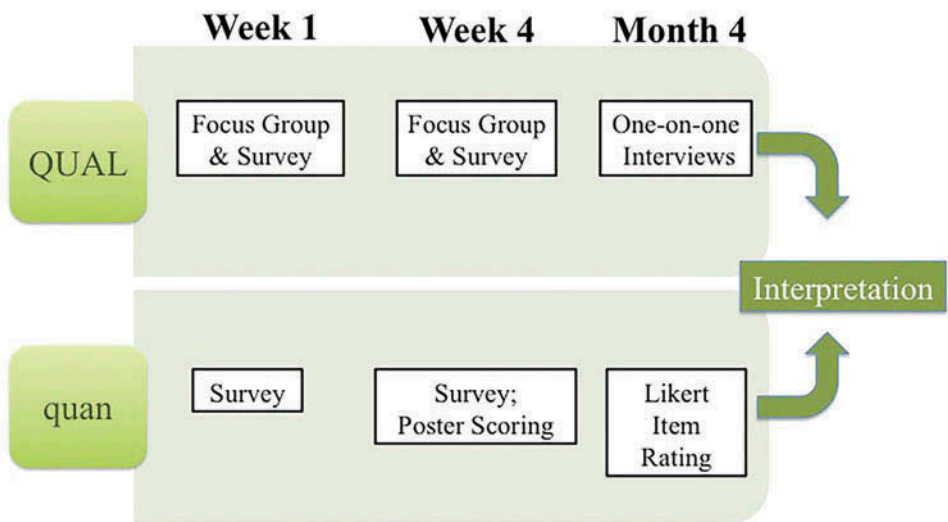 Week 1
Week 4
Month 4
QUAL
Focus Group
& Survey
Focus Group
& Survey
One-on-one
Interviews
Interpretation
quan
Survey
Survey;
Poster Scoring
Likert
Item
Rating